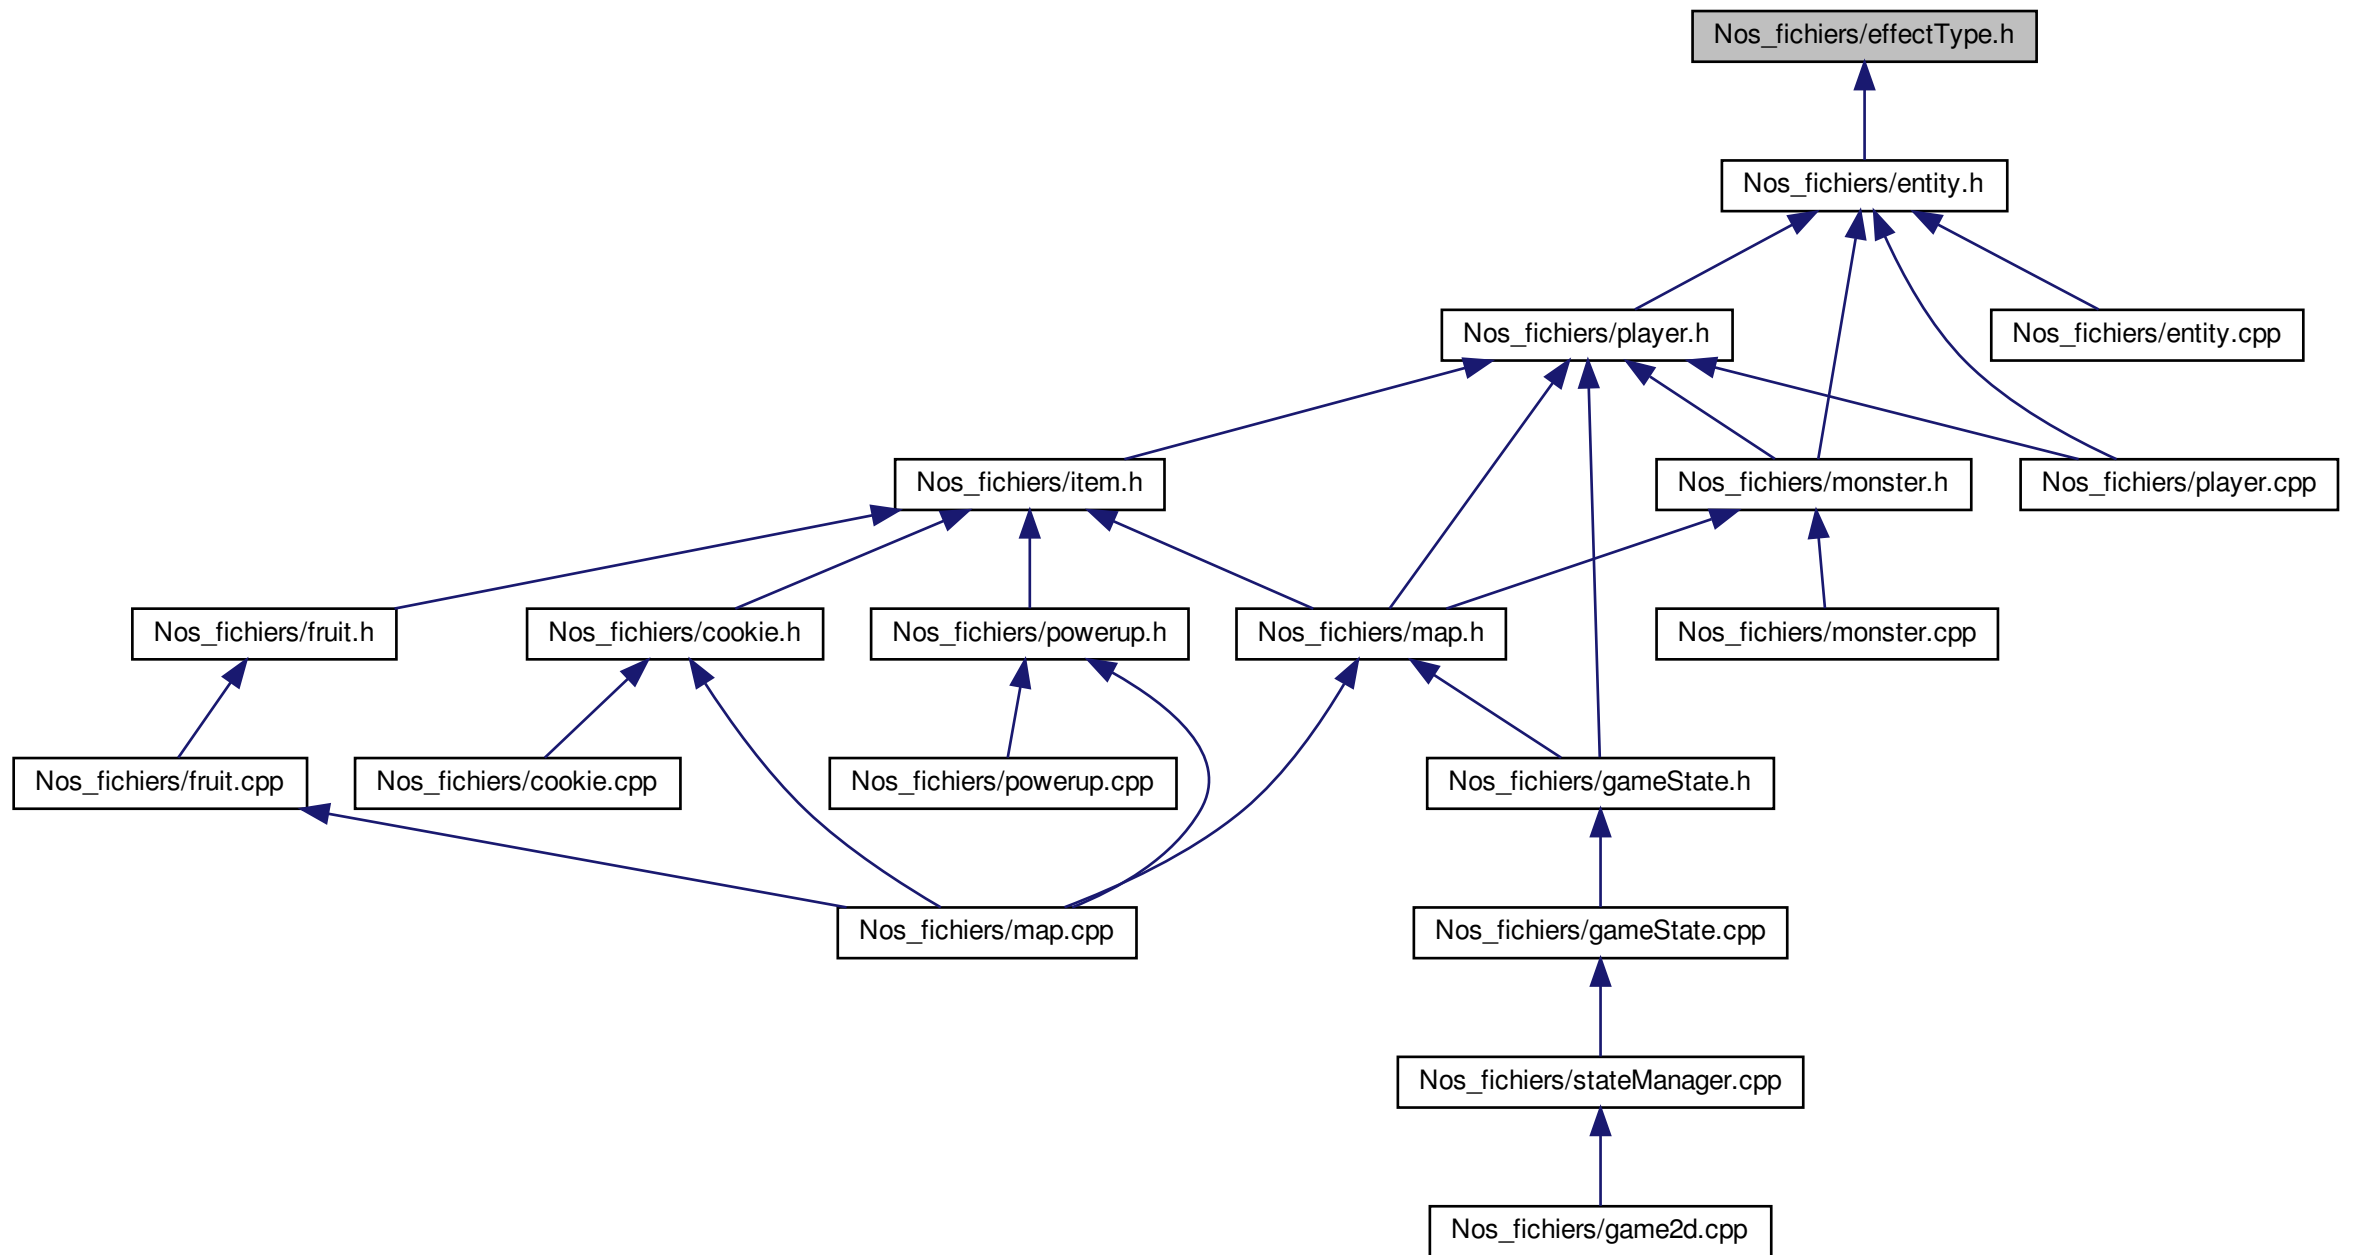 Nos_fichiers/effectType.h
Nos_fichiers/entity.h
Nos_fichiers/player.h
Nos_fichiers/entity.cpp
Nos_fichiers/item.h
Nos_fichiers/monster.h
Nos_fichiers/player.cpp
Nos_fichiers/fruit.h
Nos_fichiers/cookie.h
Nos_fichiers/powerup.h
Nos_fichiers/map.h
Nos_fichiers/monster.cpp
Nos_fichiers/fruit.cpp
Nos_fichiers/cookie.cpp
Nos_fichiers/powerup.cpp
Nos_fichiers/gameState.h
Nos_fichiers/map.cpp
Nos_fichiers/gameState.cpp
Nos_fichiers/stateManager.cpp
Nos_fichiers/game2d.cpp